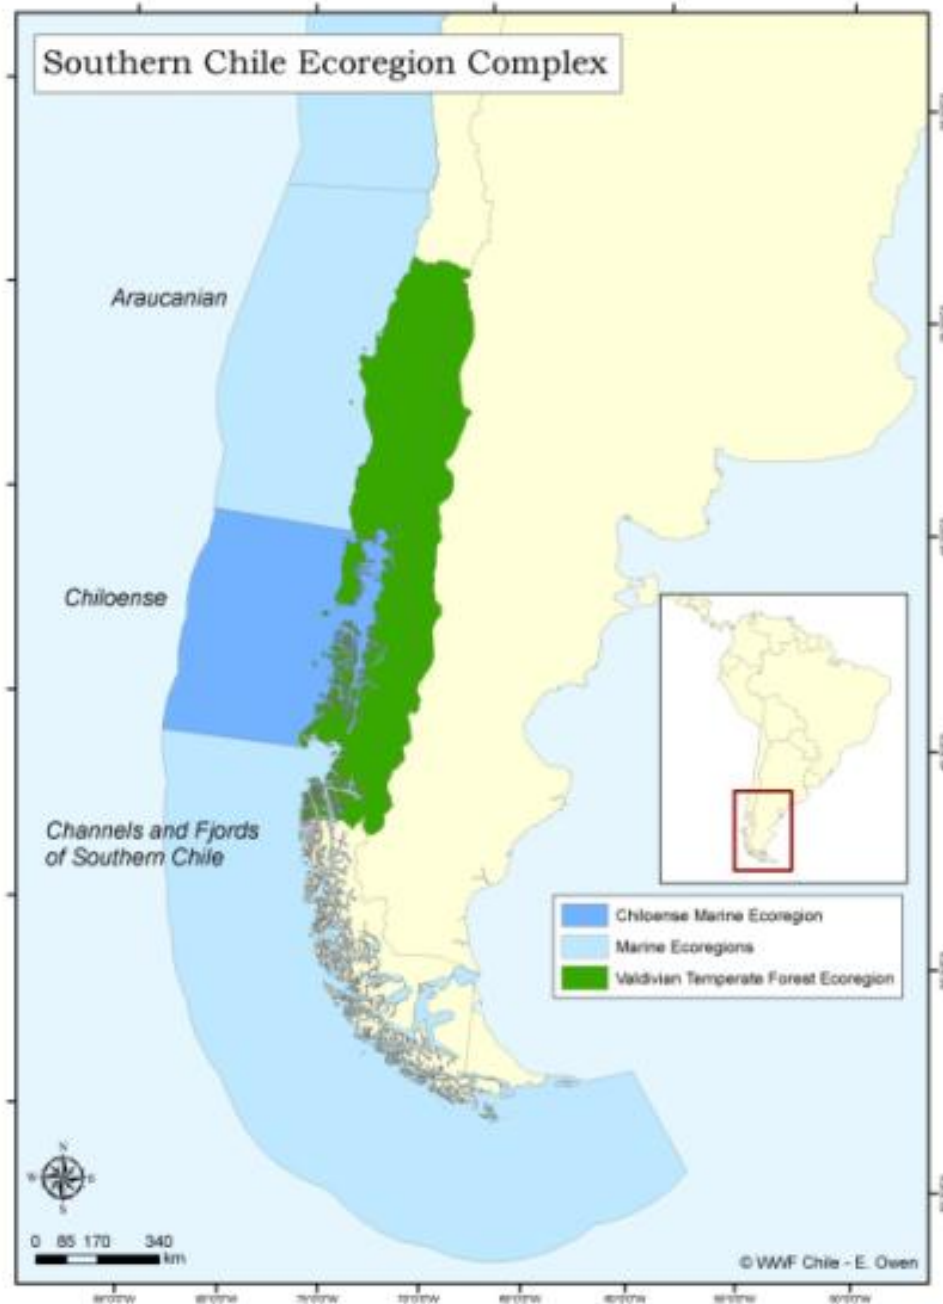 Southern Chile Ecoregion Complex
Araucanian
Chiloense
Channels and Fjords
of Southern Chile
Chiloense Marine Ecoregion
Marine Ecoregions
Valdivian Temperate Forest Ecoregion
N
W E
S
0 85 170 340
km
© WWF Chile - E. Owen